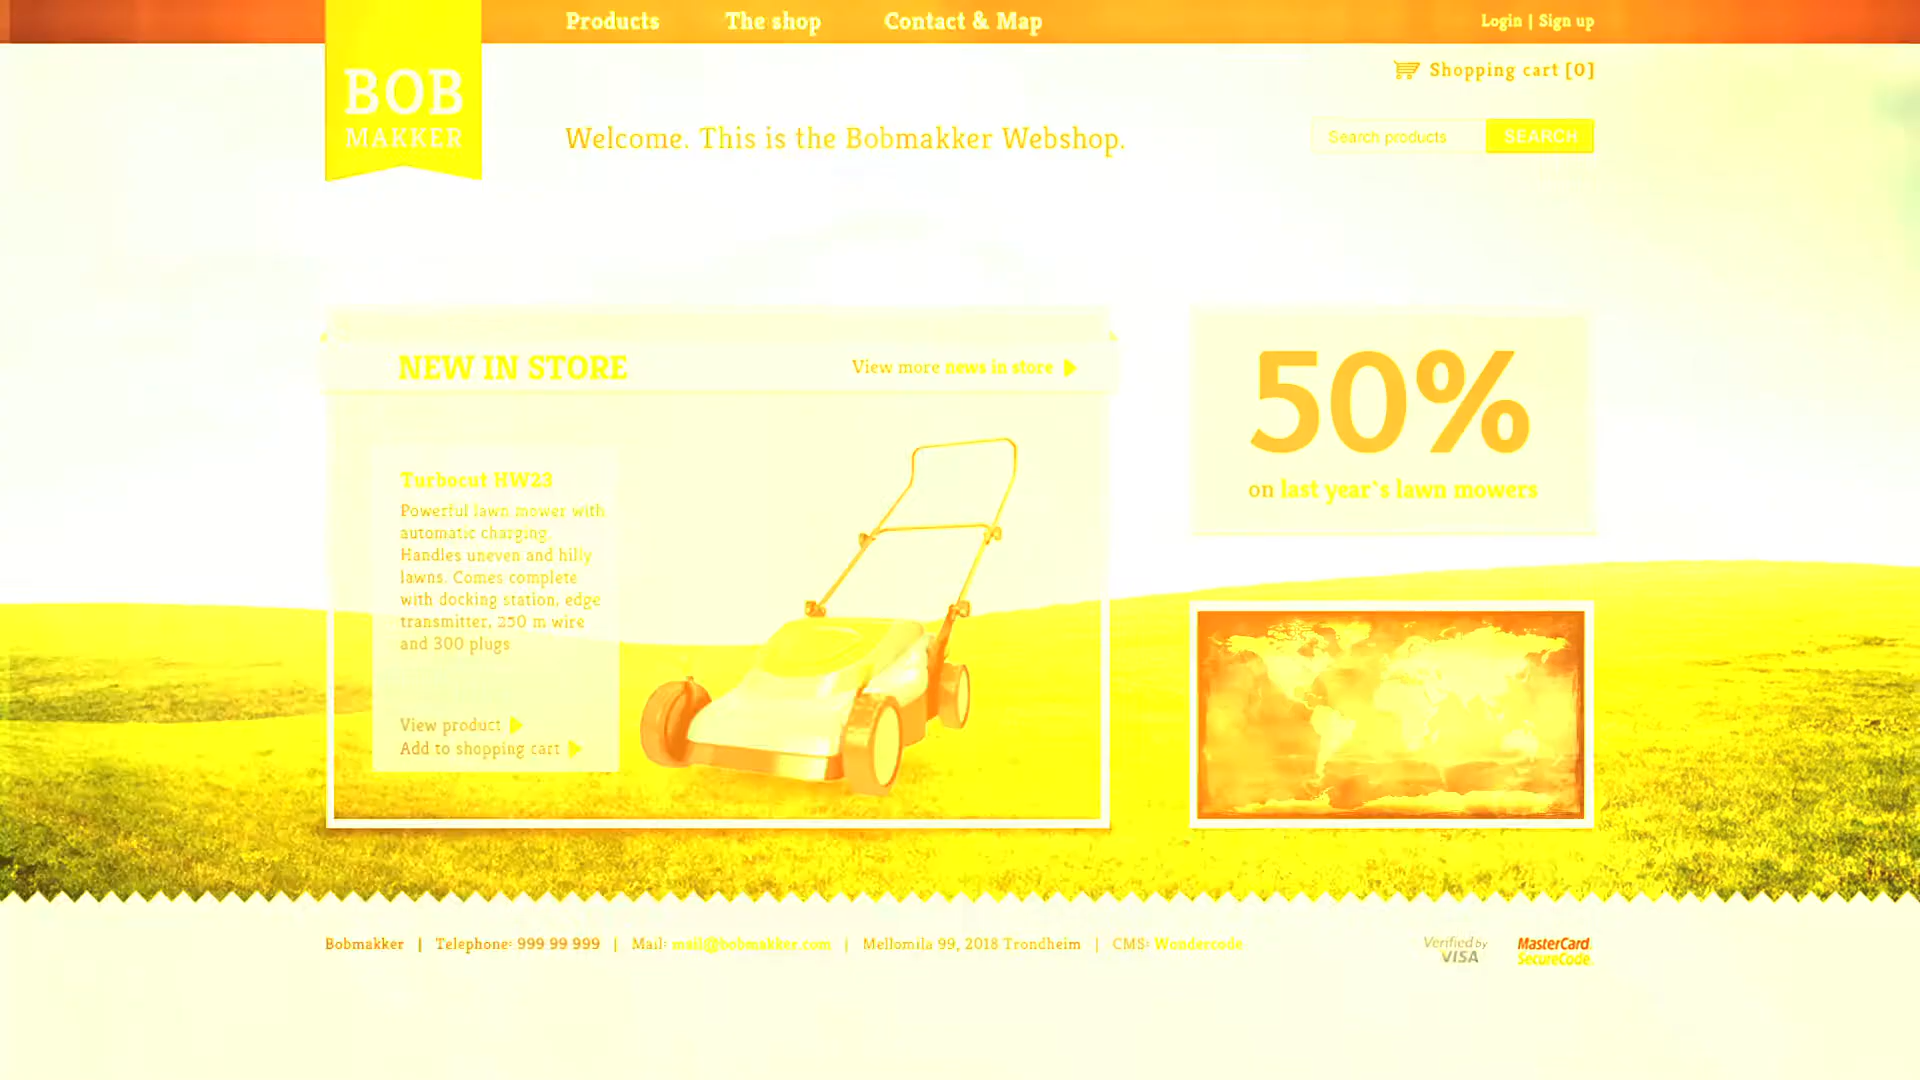 Products The shop Contact & Map Login | Sign up
Shopping cart [0]
BOB
MAKKER
Welcome. This is the Bobmakker Webshop.
Search products SEARCH
NEW IN STORE
View more news in store
50%
on last year`s lawn mowers
Turbocut HW23
Powerful lawn mower with
automatic charging.
Handles uneven and hilly
lawns. Comes complete
with docking station, edge
transmitter, 250 m wire
and 300 plugs
View product
Add to shopping cart
Bobmakker | Telephone: 999 99 999 | Mail: mail@bobmakker.com | Mellomila 99, 2018 Trondheim | CMS: Wondercode
Verified by
VISA
MasterCard
SecureCode.